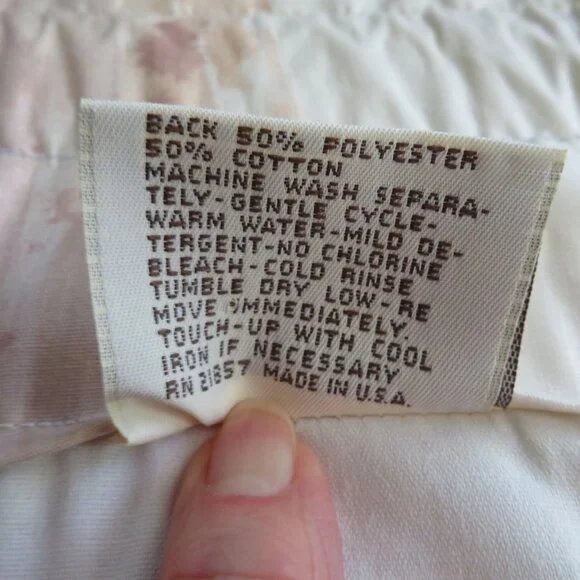 BACK 50% POLYESTER
50% COTTON
MACHINE WASH SEPARA-
TELY-GENTLE CYCLE-
WARM WATER-MILD DE-
TERGENT-NO CHLORINE
BLEACH-COLD RINSE
TUMBLE DRY LOW-RE
MOVE IMMEDIATELY.
TOUCH-UP WITH COOL
IRON IF NECESSARY
RN 21857 MADE IN U.S.A.